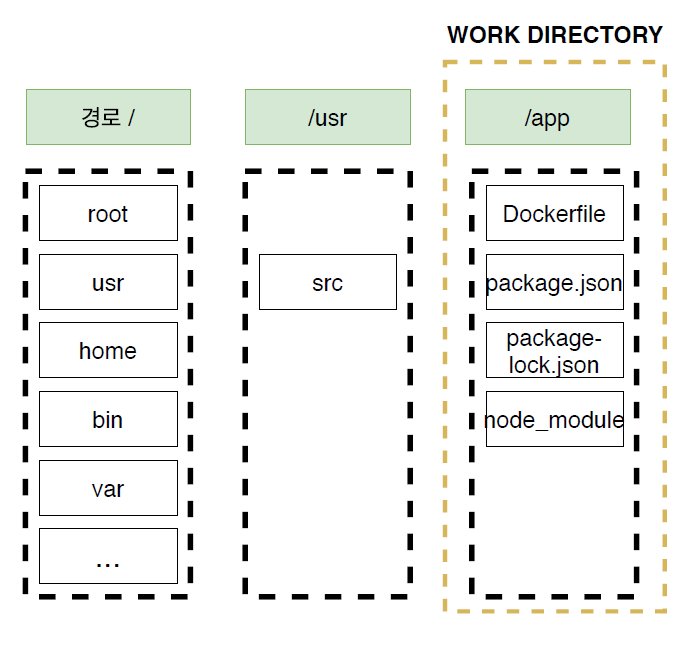 WORK DIRECTORY
경로 /
root
usr
home
bin
var
...
/usr
src
/app
Dockerfile
package.json
package-
lock.json
node_module